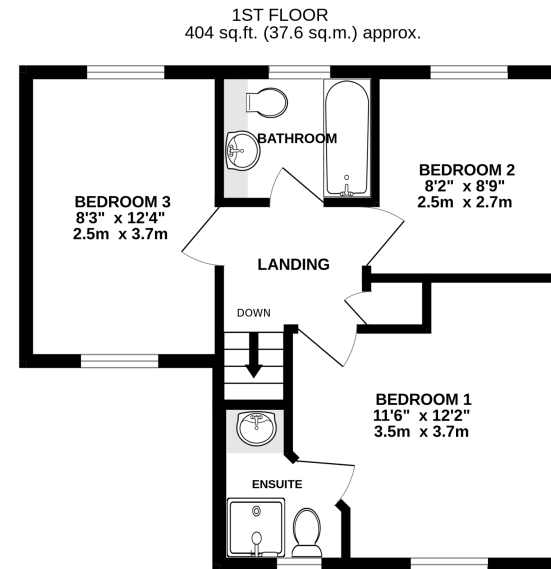 1ST FLOOR
404 sq.ft. (37.6 sq.m.) approx.
BATHROOM
BEDROOM 2
8'2" x 8'9"
2.5m x 2.7m
BEDROOM 3
8'3" x 12'4"
2.5m x 3.7m
LANDING
DOWN
BEDROOM 1
11'6" x 12'2"
3.5m x 3.7m
ENSUITE